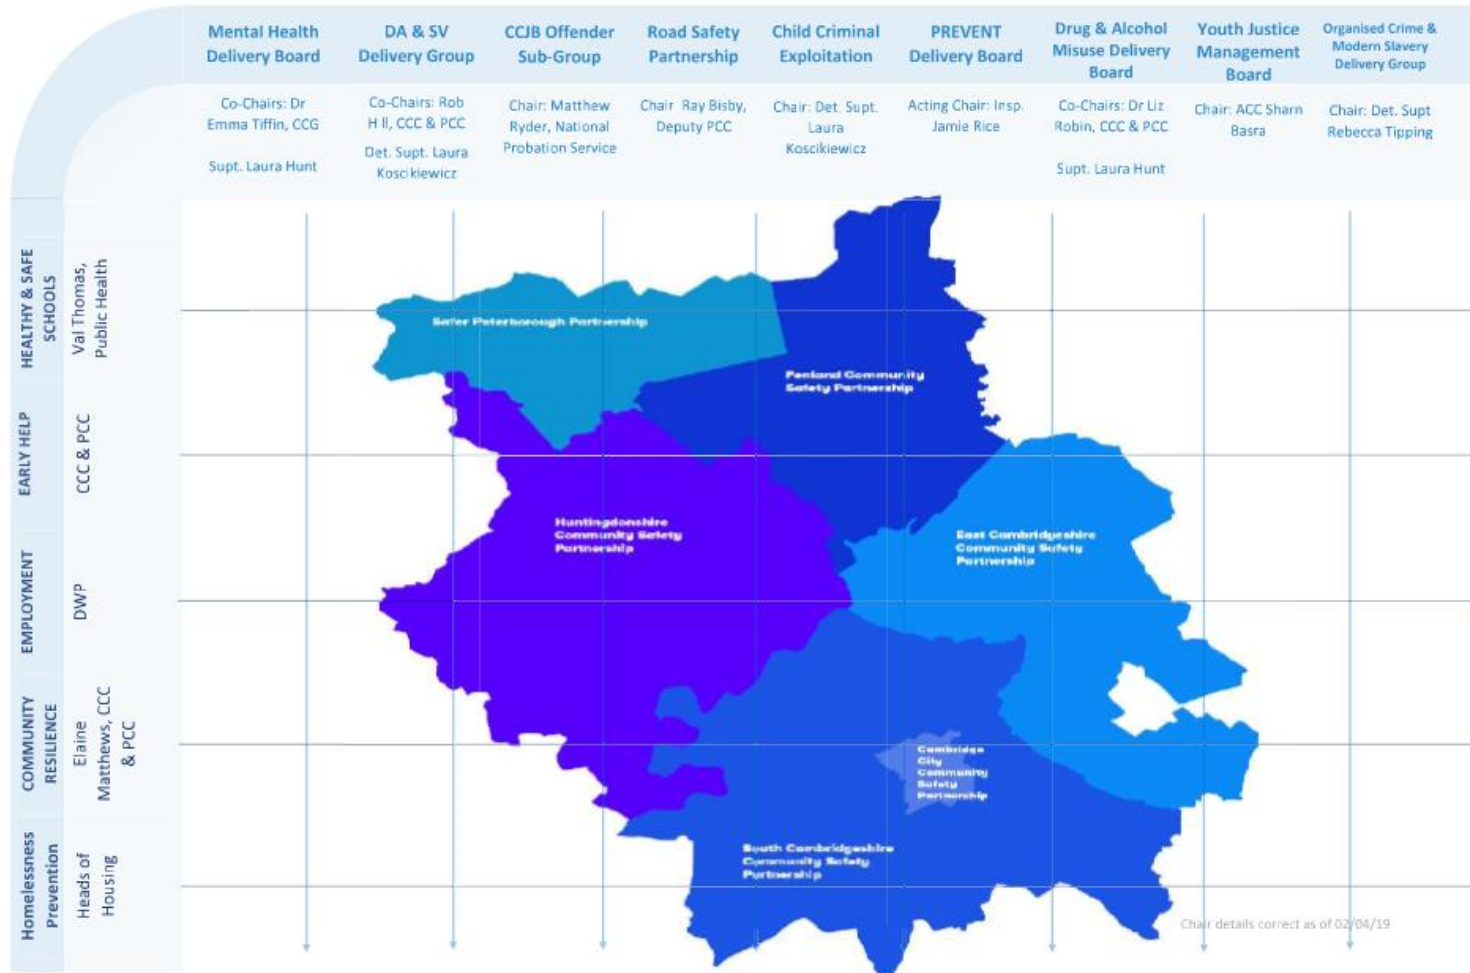 Mental Health
Delivery Board
DA & SV
Delivery Group
CCJB Offender
Sub-Group
Road Safety
Partnership
Child Criminal
Exploitation
PREVENT
Delivery Board
Drug & Alcohol
Misuse Delivery
Board
Youth Justice
Management
Board
Organised Crime &
Modern Slavery
Delivery Group
Co-Chairs: Dr
Emma Tiffin, CCG
Supt. Laura Hunt
Co-Chairs: Rob
H ll, CCC & PCC
Det. Supt. Laura
Koscikiewicz
Chair: Matthew
Ryder, National
Probation Service
Chair Ray Bisby,
Deputy PCC
Chair: Det. Supt.
Laura
Koscikiewicz
Acting Chair: Insp.
Jamie Rice
Co-Chairs: Dr Liz
Robin, CCC & PCC
Supt. Laura Hunt
Chair: ACC Sharn
Basra
Chair: Det. Supt
Rebecca Tipping
HEALTHY & SAFE
SCHOOLS
Val Thomas,
Public Health
EARLY HELP
CCC & PCC
EMPLOYMENT
DWP
COMMUNITY
RESILIENCE
Elaine
Matthews, CCC
& PCC
Homelessness
Prevention
Heads of
Housing
Safer Peterborough Partnership
Fenland Community
Safety Partnership
Huntingdonshire
Community Safety
Partnership
East Cambridgeshire
Community Safety
Partnership
Cambridge
City
Community
Safety
Partnership
South Cambridgeshire
Community Safety
Partnership
Chair details correct as of 02/04/19